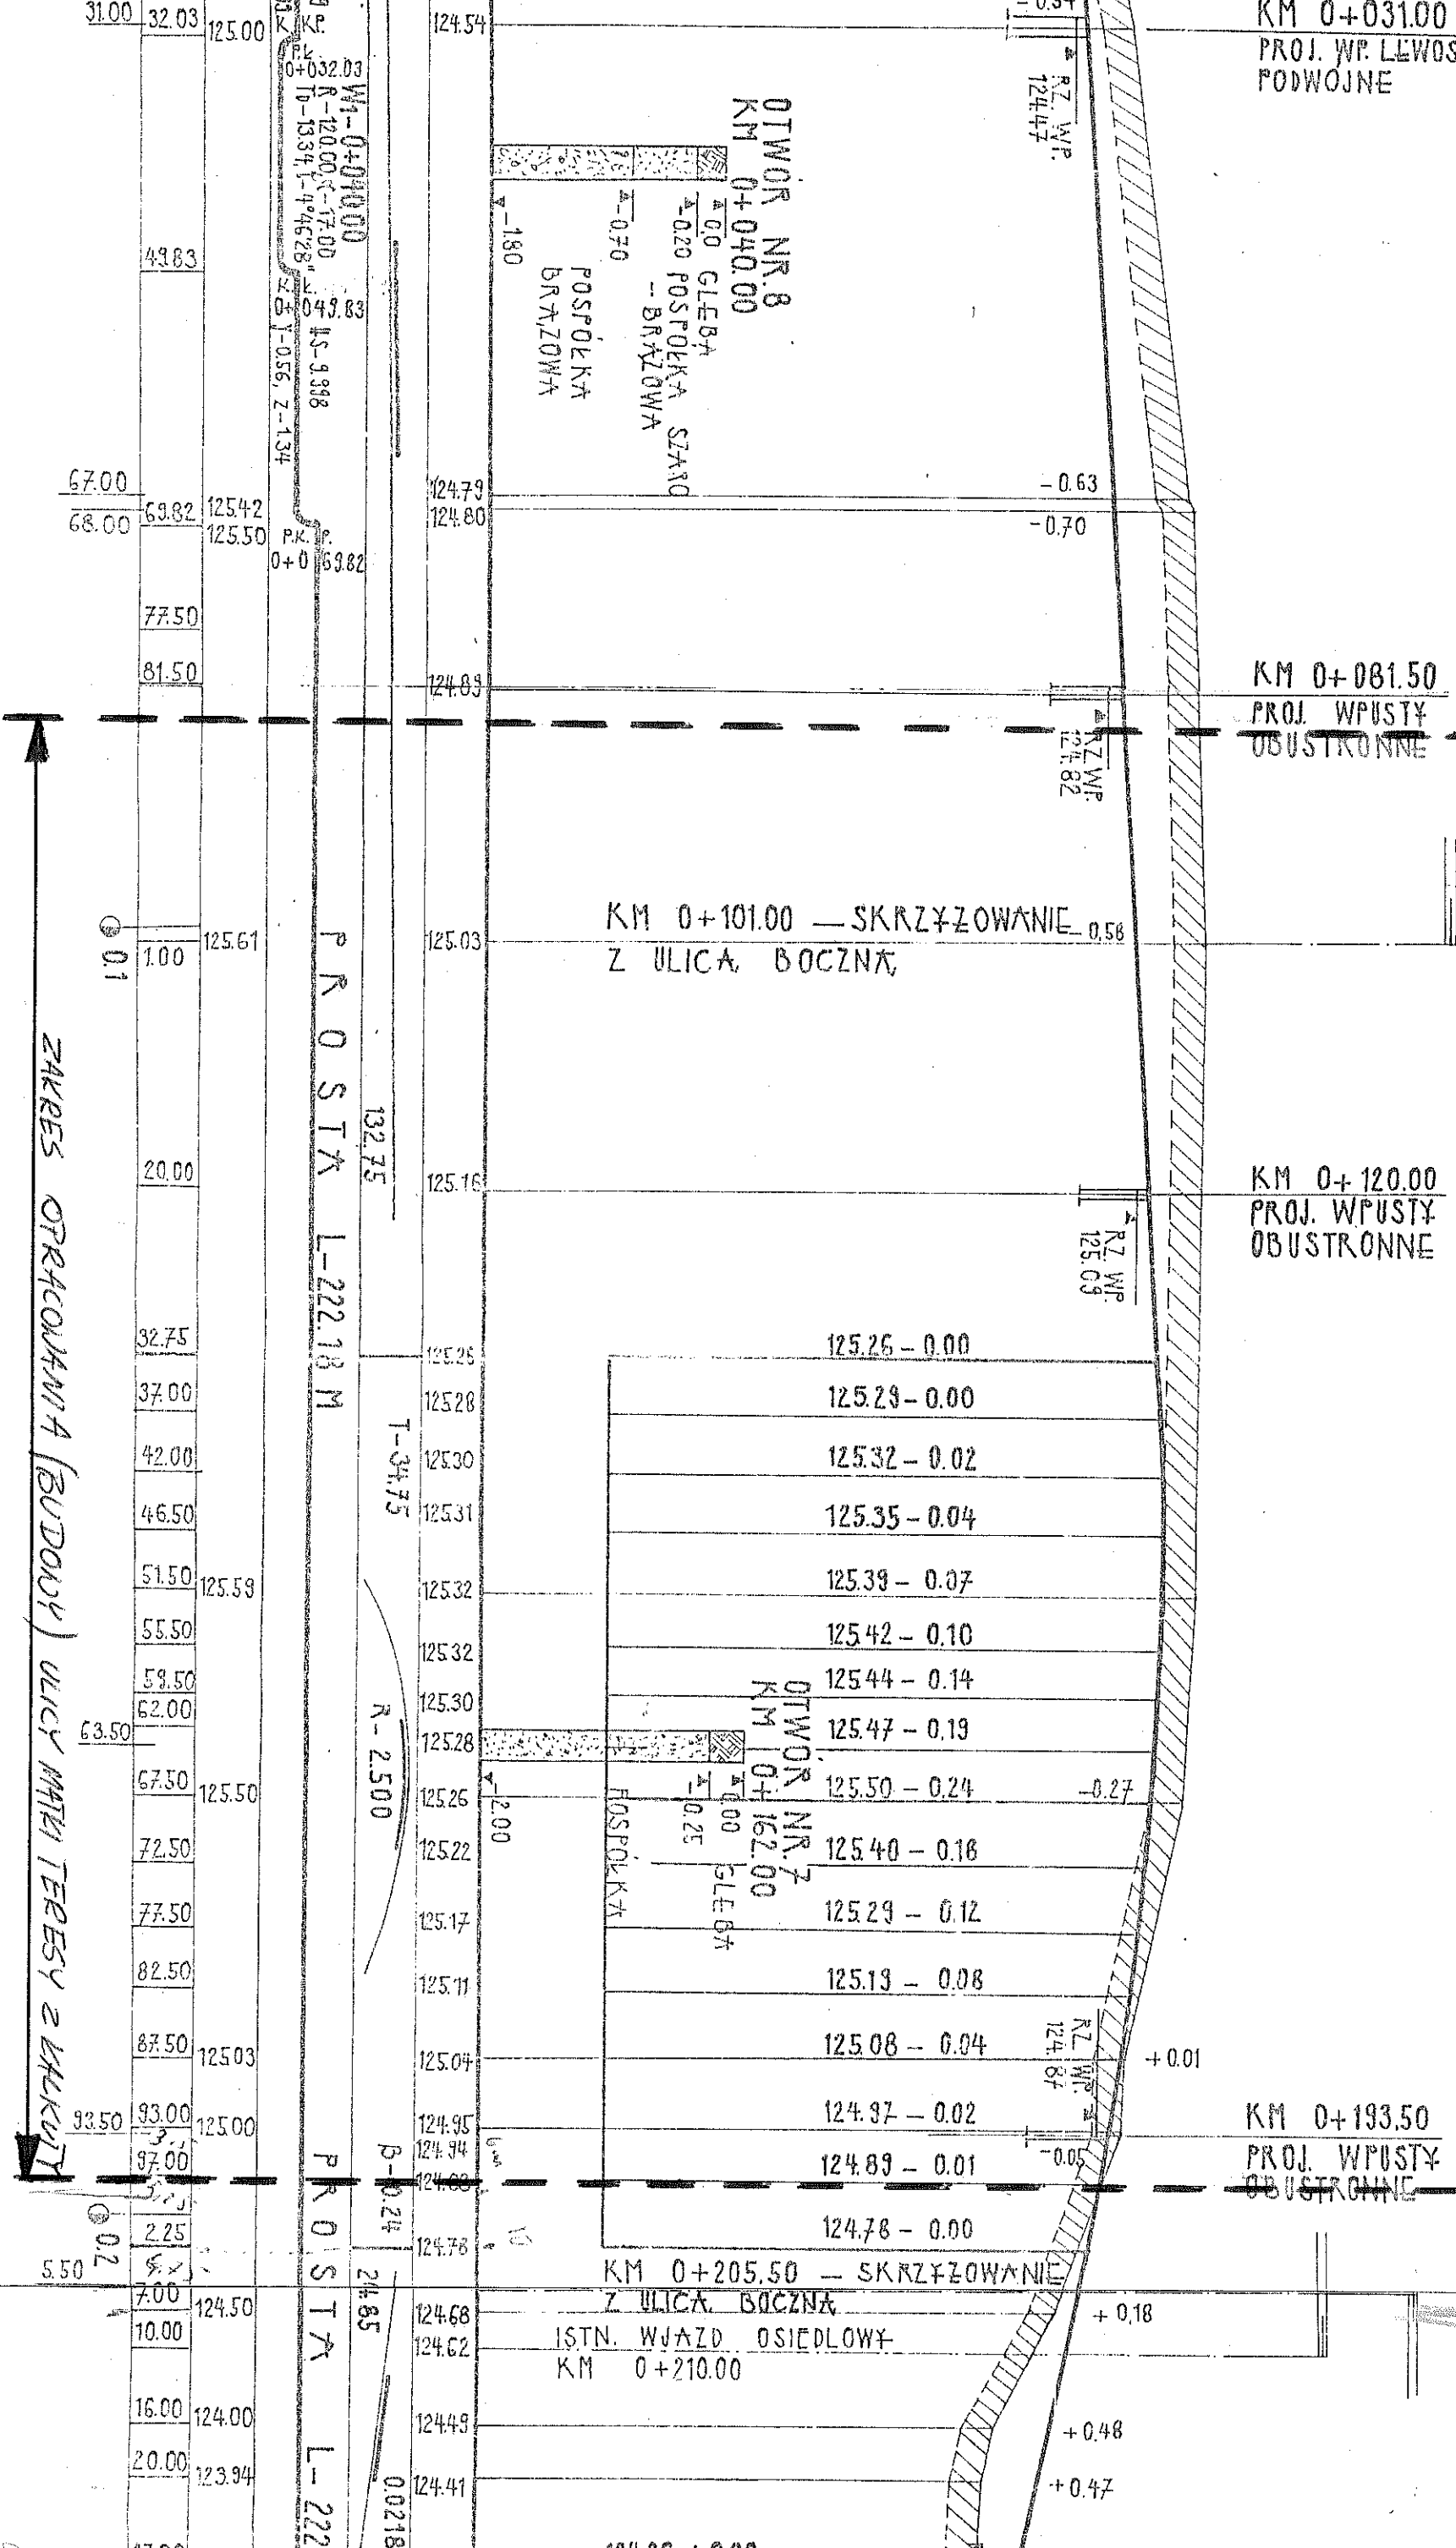 31.00
32.03
125.00
K
KP.
124.54
KM 0+031.00
PROJ. WP. LEWOS
PODWOJNE
P.K.
0+032.03
W1-0+040.00
R-120.00,
-17.00
RZ. WP.
124.47
OTWÓR NR.8
KM 0+040.00
0.0 GLEBA
-0.20 POSPÓŁKA SZARO
- BRĄZOWA
-0.70
POSPÓŁKA
BRĄZOWA
-1.80
49.83
K.
0+049.83
-0.56, Z-1.34
67.00
68.00
69.82
125.42
125.50
P.K.P.
0+069.82
124.79
124.80
-0.63
-0.70
77.50
81.50
124.83
KM 0+081.50
PROJ. WPUSTY
OBUSTRONNE
RZ WP.
124.82
0.1
1.00
125.61
125.03
KM 0+101.00 — SKRZYŻOWANIE
Z ULICĄ BOCZNĄ
-0.58
PROSTA L-222.18 M
132.75
20.00
125.16
KM 0+120.00
PROJ. WPUSTY
OBUSTRONNE
RZ WP.
125.09
ZAKRES OPRACOWANIA (BUDOWY) ULICY MATKI TERESY Z KALKUTY
32.75
125.26
125.26 - 0.00
37.00
125.28
125.29 - 0.00
42.00
T-34.75
125.30
125.32 - 0.02
46.50
125.31
125.35 - 0.04
51.50
125.59
125.32
125.39 - 0.07
55.50
125.32
125.42 - 0.10
59.50
125.30
125.44 - 0.14
62.00
63.50
R-2.500
125.28
125.47 - 0.19
OTWÓR NR.7
KM 0+162.00
0.00 GLEBA
-0.25
POSPÓŁKA
-2.00
67.50
125.50
125.26
125.50 - 0.24
-0.27
72.50
125.22
125.40 - 0.18
77.50
125.17
125.29 - 0.12
82.50
125.11
125.19 - 0.08
87.50
125.03
125.04
125.08 - 0.04
RZ. WP.
124.87
+0.01
93.50
93.00
125.00
124.95
124.97 - 0.02
KM 0+193.50
PROJ. WPUSTY
OBUSTRONNE
124.94
97.00
124.89 - 0.01
-0.05
0.2
2.25
B-0.24
124.78
124.78 - 0.00
5.50
KM 0+205.50 — SKRZYŻOWANIE
Z ULICĄ BOCZNĄ
7.00
124.50
24.85
124.68
+0.18
10.00
124.62
ISTN. WJAZD OSIEDLOWY
KM 0+210.00
16.00
124.00
124.49
+0.48
20.00
123.94
PROSTA L-222
0.0218
124.41
+0.47